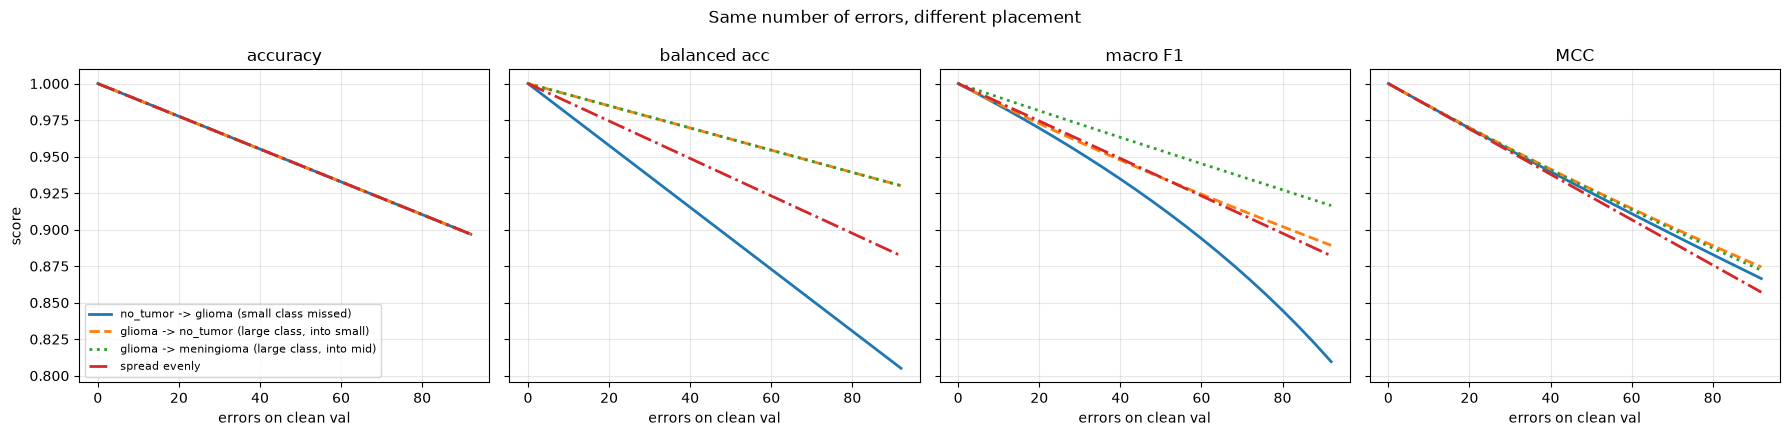 Same number of errors, different placement
accuracy
balanced acc
macro F1
MCC
score
1.000
0.975
0.950
0.925
0.900
0.875
0.850
0.825
0.800
no_tumor -> glioma (small class missed)
glioma -> no_tumor (large class, into small)
glioma -> meningioma (large class, into mid)
spread evenly
0 20 40 60 80
0 20 40 60 80
0 20 40 60 80
0 20 40 60 80
errors on clean val
errors on clean val
errors on clean val
errors on clean val